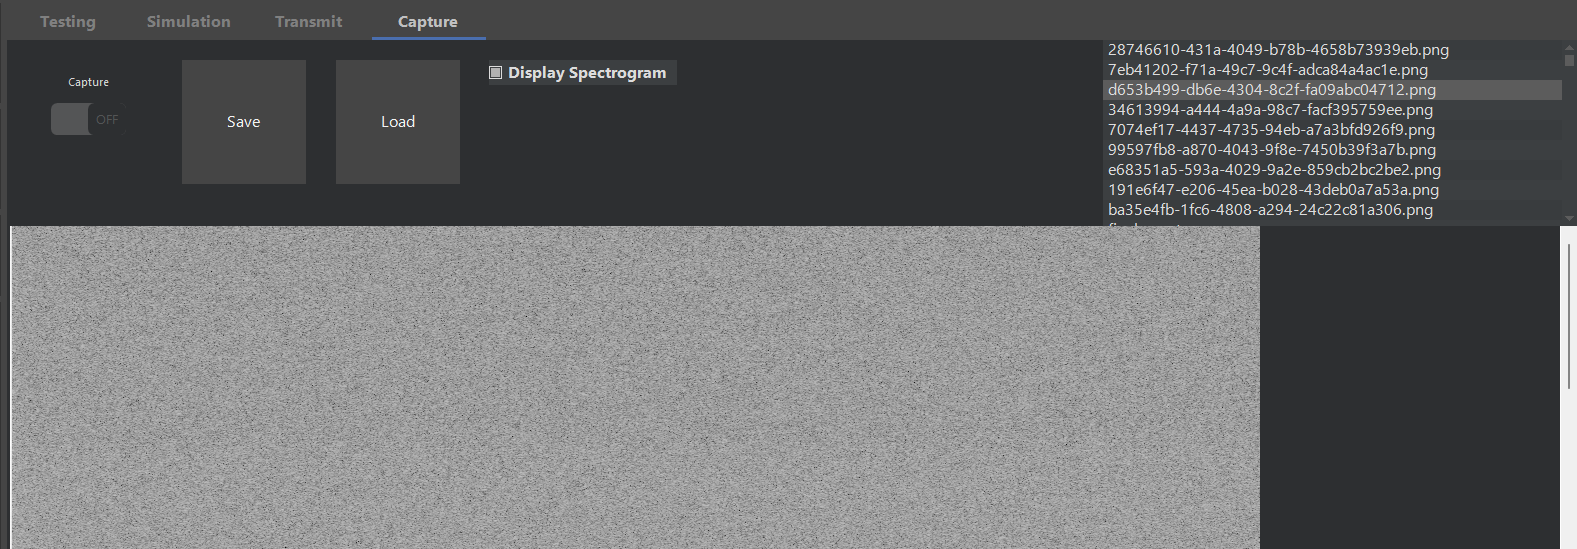 Testing Simulation Transmit Capture
Capture
OFF
Save
Load
Display Spectrogram
28746610-431a-4049-b78b-4658b73939eb.png
7eb41202-f71a-49c7-9c4f-adca84a4ac1e.png
d653b499-db6e-4304-8c2f-fa09abc04712.png
34613994-a444-4a9a-98c7-facf395759ee.png
7074ef17-4437-4735-94eb-a7a3bfd926f9.png
99597fb8-a870-4043-9f8e-7450b39f3a7b.png
e68351a5-593a-4029-9a2e-859cb2bc2be2.png
191e6f47-e206-45ea-b028-43deb0a7a53a.png
ba35e4fb-1fc6-4808-a294-24c22c81a306.png